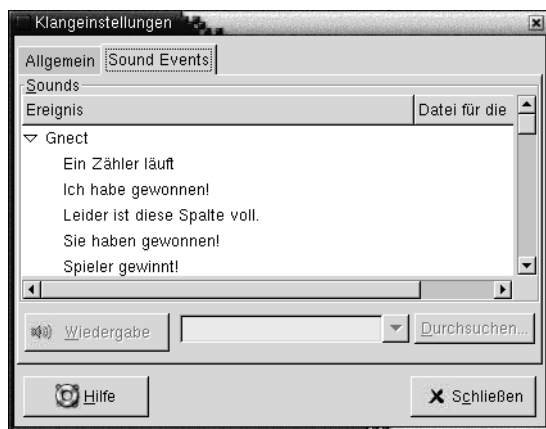 Klangeinstellungen
Allgemein Sound Events
Sounds
Ereignis Datei für die
Gnect
Ein Zähler läuft
Ich habe gewonnen!
Leider ist diese Spalte voll.
Sie haben gewonnen!
Spieler gewinnt!
Wiedergabe Durchsuchen...
Hilfe Schließen